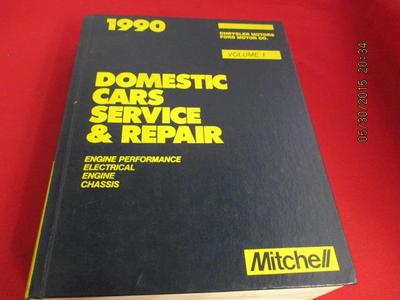 1990
CHRYSLER MOTORS
FORD MOTOR CO.
VOLUME 1
DOMESTIC
CARS
SERVICE
& REPAIR
ENGINE PERFORMANCE
ELECTRICAL
ENGINE
CHASSIS
Mitchell
05/30/2015 20:34